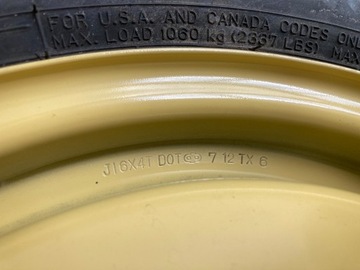 FOR U.S.A. AND CANADA CODES ONL
MAX. LOAD 1060 kg (2337 LBS) MAX
J16X4T DOT 7 12 TX 6